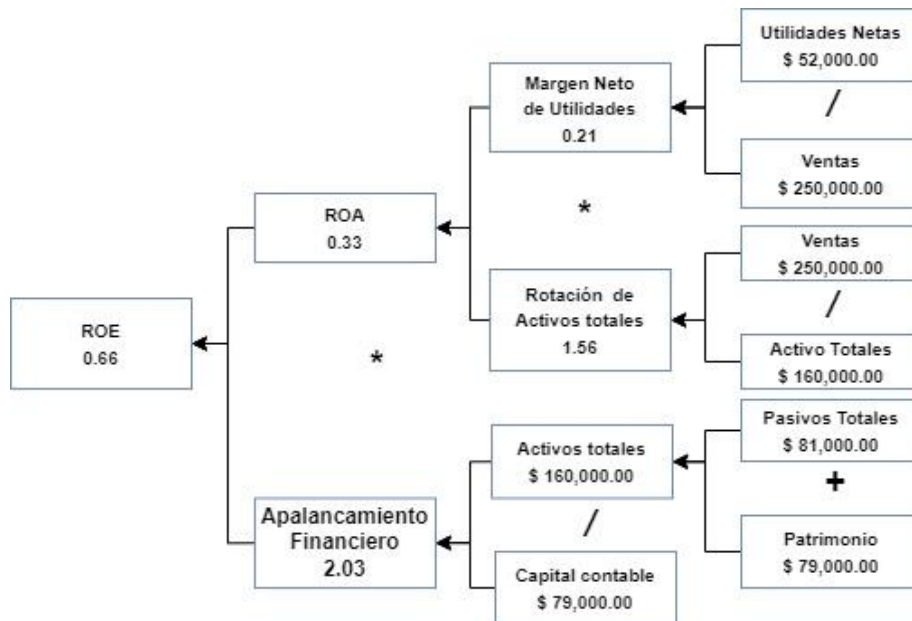 Utilidades Netas
$ 52,000.00
/
Ventas
$ 250,000.00
Margen Neto
de Utilidades
0.21
*
ROA
0.33
Ventas
$ 250,000.00
/
Activo Totales
$ 160,000.00
Rotación de
Activos totales
1.56
ROE
0.66
*
Pasivos Totales
$ 81,000.00
+
Patrimonio
$ 79,000.00
Activos totales
$ 160,000.00
/
Capital contable
$ 79,000.00
Apalancamiento
Financiero
2.03